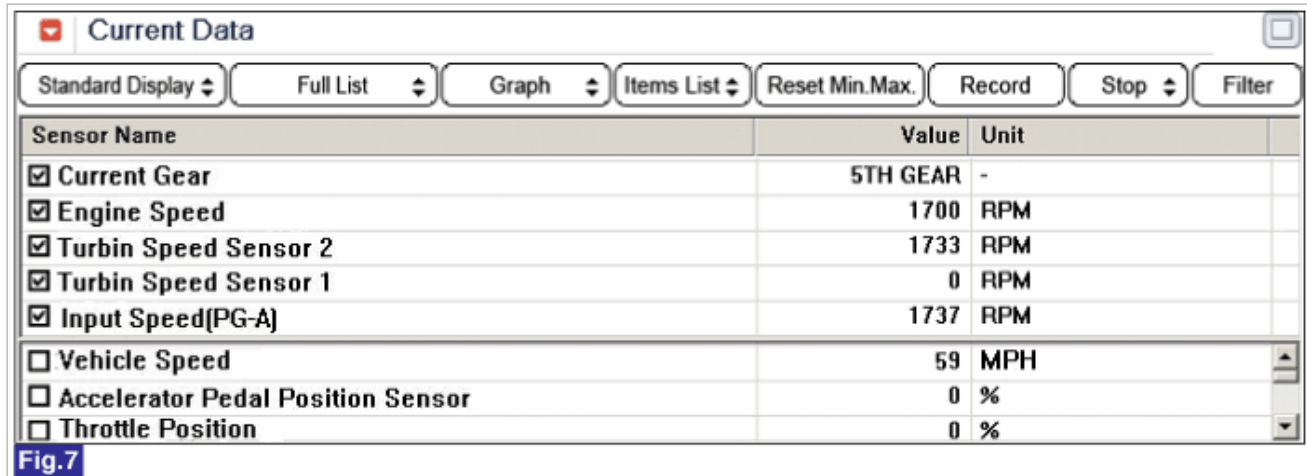 Current Data
Standard Display Full List Graph Items List Reset Min.Max. Record Stop Filter
Sensor Name Value Unit
Current Gear 5TH GEAR -
Engine Speed 1700 RPM
Turbin Speed Sensor 2 1733 RPM
Turbin Speed Sensor 1 0 RPM
Input Speed(PG-A) 1737 RPM
Vehicle Speed 59 MPH
Accelerator Pedal Position Sensor 0 %
Throttle Position 0 %
Fig.7